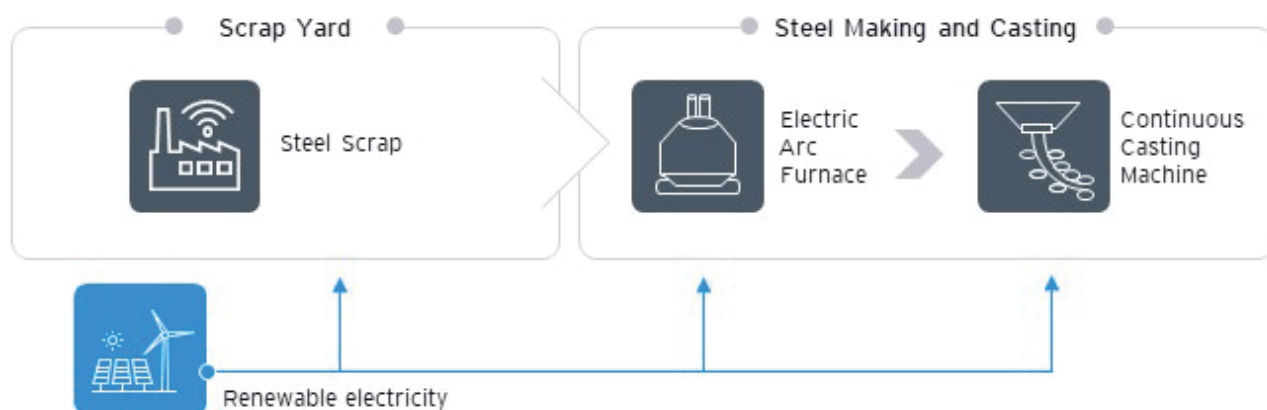 Scrap Yard
Steel Making and Casting
Steel Scrap
Electric
Arc
Furnace
Continuous
Casting
Machine
Renewable electricity